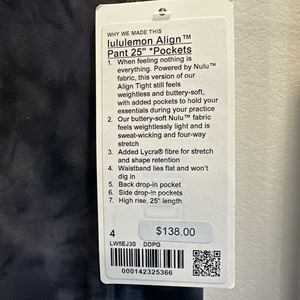 WHY WE MADE THIS
lululemon Align™
Pant 25" *Pockets
1. When feeling nothing is
everything. Powered by Nulu™
fabric, this version of our
Align Tight still feels
weightless and buttery-soft,
with added pockets to hold your
essentials during your practice
2. Our buttery-soft Nulu™ fabric
feels weightlessly light and is
sweat-wicking and four-way
stretch
3. Added Lycra® fibre for stretch
and shape retention
4. Waistband lies flat and won't
dig in
5. Back drop-in pocket
6. Side drop-in pockets
7. High rise, 25" length
4
$138.00
LW5EJ3S DDPG
000142325366